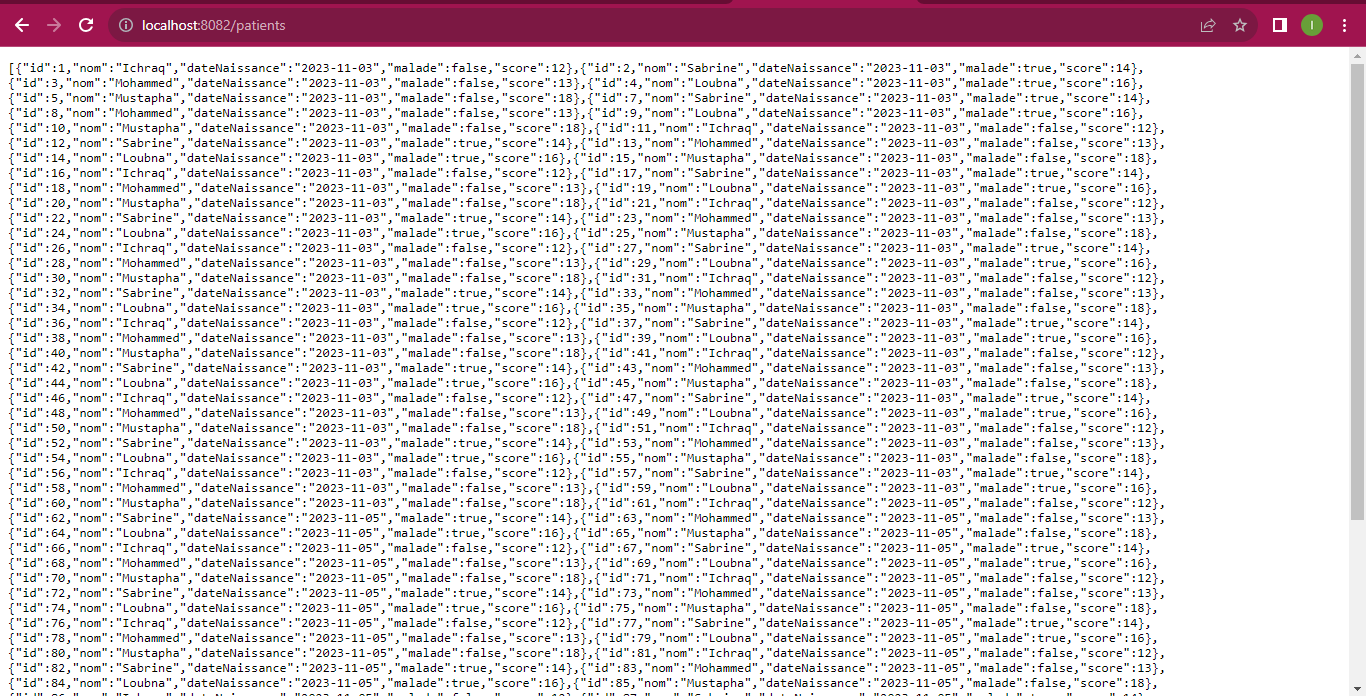 localhost:8082/patients
I
[{"id":1,"nom":"Ichraq","dateNaissance":"2023-11-03","malade":false,"score":12},{"id":2,"nom":"Sabrine","dateNaissance":"2023-11-03","malade":true,"score":14},
{"id":3,"nom":"Mohammed","dateNaissance":"2023-11-03","malade":false,"score":13},{"id":4,"nom":"Loubna","dateNaissance":"2023-11-03","malade":true,"score":16},
{"id":5,"nom":"Mustapha","dateNaissance":"2023-11-03","malade":false,"score":18},{"id":7,"nom":"Sabrine","dateNaissance":"2023-11-03","malade":true,"score":14},
{"id":8,"nom":"Mohammed","dateNaissance":"2023-11-03","malade":false,"score":13},{"id":9,"nom":"Loubna","dateNaissance":"2023-11-03","malade":true,"score":16},
{"id":10,"nom":"Mustapha","dateNaissance":"2023-11-03","malade":false,"score":18},{"id":11,"nom":"Ichraq","dateNaissance":"2023-11-03","malade":false,"score":12},
{"id":12,"nom":"Sabrine","dateNaissance":"2023-11-03","malade":true,"score":14},{"id":13,"nom":"Mohammed","dateNaissance":"2023-11-03","malade":false,"score":13},
{"id":14,"nom":"Loubna","dateNaissance":"2023-11-03","malade":true,"score":16},{"id":15,"nom":"Mustapha","dateNaissance":"2023-11-03","malade":false,"score":18},
{"id":16,"nom":"Ichraq","dateNaissance":"2023-11-03","malade":false,"score":12},{"id":17,"nom":"Sabrine","dateNaissance":"2023-11-03","malade":true,"score":14},
{"id":18,"nom":"Mohammed","dateNaissance":"2023-11-03","malade":false,"score":13},{"id":19,"nom":"Loubna","dateNaissance":"2023-11-03","malade":true,"score":16},
{"id":20,"nom":"Mustapha","dateNaissance":"2023-11-03","malade":false,"score":18},{"id":21,"nom":"Ichraq","dateNaissance":"2023-11-03","malade":false,"score":12},
{"id":22,"nom":"Sabrine","dateNaissance":"2023-11-03","malade":true,"score":14},{"id":23,"nom":"Mohammed","dateNaissance":"2023-11-03","malade":false,"score":13},
{"id":24,"nom":"Loubna","dateNaissance":"2023-11-03","malade":true,"score":16},{"id":25,"nom":"Mustapha","dateNaissance":"2023-11-03","malade":false,"score":18},
{"id":26,"nom":"Ichraq","dateNaissance":"2023-11-03","malade":false,"score":12},{"id":27,"nom":"Sabrine","dateNaissance":"2023-11-03","malade":true,"score":14},
{"id":28,"nom":"Mohammed","dateNaissance":"2023-11-03","malade":false,"score":13},{"id":29,"nom":"Loubna","dateNaissance":"2023-11-03","malade":true,"score":16},
{"id":30,"nom":"Mustapha","dateNaissance":"2023-11-03","malade":false,"score":18},{"id":31,"nom":"Ichraq","dateNaissance":"2023-11-03","malade":false,"score":12},
{"id":32,"nom":"Sabrine","dateNaissance":"2023-11-03","malade":true,"score":14},{"id":33,"nom":"Mohammed","dateNaissance":"2023-11-03","malade":false,"score":13},
{"id":34,"nom":"Loubna","dateNaissance":"2023-11-03","malade":true,"score":16},{"id":35,"nom":"Mustapha","dateNaissance":"2023-11-03","malade":false,"score":18},
{"id":36,"nom":"Ichraq","dateNaissance":"2023-11-03","malade":false,"score":12},{"id":37,"nom":"Sabrine","dateNaissance":"2023-11-03","malade":true,"score":14},
{"id":38,"nom":"Mohammed","dateNaissance":"2023-11-03","malade":false,"score":13},{"id":39,"nom":"Loubna","dateNaissance":"2023-11-03","malade":true,"score":16},
{"id":40,"nom":"Mustapha","dateNaissance":"2023-11-03","malade":false,"score":18},{"id":41,"nom":"Ichraq","dateNaissance":"2023-11-03","malade":false,"score":12},
{"id":42,"nom":"Sabrine","dateNaissance":"2023-11-03","malade":true,"score":14},{"id":43,"nom":"Mohammed","dateNaissance":"2023-11-03","malade":false,"score":13},
{"id":44,"nom":"Loubna","dateNaissance":"2023-11-03","malade":true,"score":16},{"id":45,"nom":"Mustapha","dateNaissance":"2023-11-03","malade":false,"score":18},
{"id":46,"nom":"Ichraq","dateNaissance":"2023-11-03","malade":false,"score":12},{"id":47,"nom":"Sabrine","dateNaissance":"2023-11-03","malade":true,"score":14},
{"id":48,"nom":"Mohammed","dateNaissance":"2023-11-03","malade":false,"score":13},{"id":49,"nom":"Loubna","dateNaissance":"2023-11-03","malade":true,"score":16},
{"id":50,"nom":"Mustapha","dateNaissance":"2023-11-03","malade":false,"score":18},{"id":51,"nom":"Ichraq","dateNaissance":"2023-11-03","malade":false,"score":12},
{"id":52,"nom":"Sabrine","dateNaissance":"2023-11-03","malade":true,"score":14},{"id":53,"nom":"Mohammed","dateNaissance":"2023-11-03","malade":false,"score":13},
{"id":54,"nom":"Loubna","dateNaissance":"2023-11-03","malade":true,"score":16},{"id":55,"nom":"Mustapha","dateNaissance":"2023-11-03","malade":false,"score":18},
{"id":56,"nom":"Ichraq","dateNaissance":"2023-11-03","malade":false,"score":12},{"id":57,"nom":"Sabrine","dateNaissance":"2023-11-03","malade":true,"score":14},
{"id":58,"nom":"Mohammed","dateNaissance":"2023-11-03","malade":false,"score":13},{"id":59,"nom":"Loubna","dateNaissance":"2023-11-03","malade":true,"score":16},
{"id":60,"nom":"Mustapha","dateNaissance":"2023-11-03","malade":false,"score":18},{"id":61,"nom":"Ichraq","dateNaissance":"2023-11-05","malade":false,"score":12},
{"id":62,"nom":"Sabrine","dateNaissance":"2023-11-05","malade":true,"score":14},{"id":63,"nom":"Mohammed","dateNaissance":"2023-11-05","malade":false,"score":13},
{"id":64,"nom":"Loubna","dateNaissance":"2023-11-05","malade":true,"score":16},{"id":65,"nom":"Mustapha","dateNaissance":"2023-11-05","malade":false,"score":18},
{"id":66,"nom":"Ichraq","dateNaissance":"2023-11-05","malade":false,"score":12},{"id":67,"nom":"Sabrine","dateNaissance":"2023-11-05","malade":true,"score":14},
{"id":68,"nom":"Mohammed","dateNaissance":"2023-11-05","malade":false,"score":13},{"id":69,"nom":"Loubna","dateNaissance":"2023-11-05","malade":true,"score":16},
{"id":70,"nom":"Mustapha","dateNaissance":"2023-11-05","malade":false,"score":18},{"id":71,"nom":"Ichraq","dateNaissance":"2023-11-05","malade":false,"score":12},
{"id":72,"nom":"Sabrine","dateNaissance":"2023-11-05","malade":true,"score":14},{"id":73,"nom":"Mohammed","dateNaissance":"2023-11-05","malade":false,"score":13},
{"id":74,"nom":"Loubna","dateNaissance":"2023-11-05","malade":true,"score":16},{"id":75,"nom":"Mustapha","dateNaissance":"2023-11-05","malade":false,"score":18},
{"id":76,"nom":"Ichraq","dateNaissance":"2023-11-05","malade":false,"score":12},{"id":77,"nom":"Sabrine","dateNaissance":"2023-11-05","malade":true,"score":14},
{"id":78,"nom":"Mohammed","dateNaissance":"2023-11-05","malade":false,"score":13},{"id":79,"nom":"Loubna","dateNaissance":"2023-11-05","malade":true,"score":16},
{"id":80,"nom":"Mustapha","dateNaissance":"2023-11-05","malade":false,"score":18},{"id":81,"nom":"Ichraq","dateNaissance":"2023-11-05","malade":false,"score":12},
{"id":82,"nom":"Sabrine","dateNaissance":"2023-11-05","malade":true,"score":14},{"id":83,"nom":"Mohammed","dateNaissance":"2023-11-05","malade":false,"score":13},
{"id":84,"nom":"Loubna","dateNaissance":"2023-11-05","malade":true,"score":16},{"id":85,"nom":"Mustapha","dateNaissance":"2023-11-05","malade":false,"score":18},